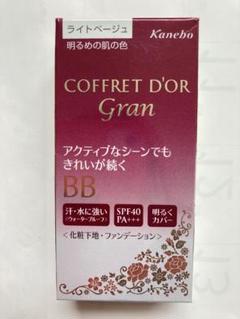 ライトベージュ
明るめの肌の色
Kanebo
COFFRET D'OR
Gran
アクティブなシーンでも
きれいが続く
BB
汗・水に強い
〈ウォータープルーフ〉
SPF40
PA+++
明るく
カバー
〈化粧下地・ファンデーション〉